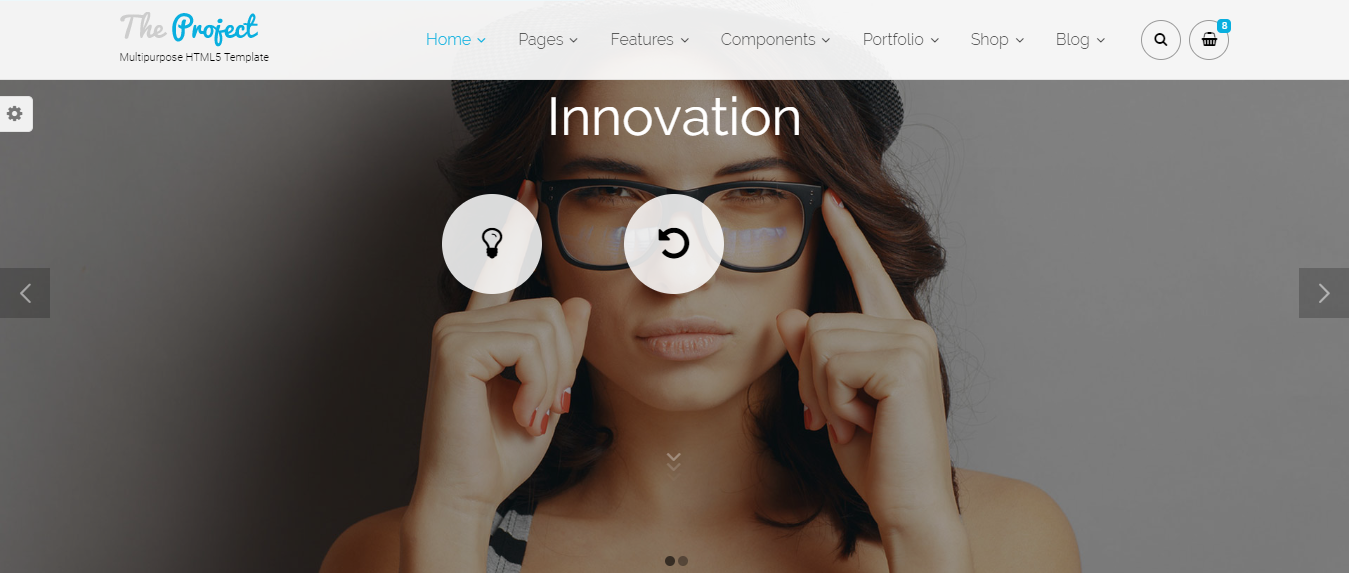 The Project
Multipurpose HTML5 Template
Home Pages Features Components Portfolio Shop Blog
8
Innovation